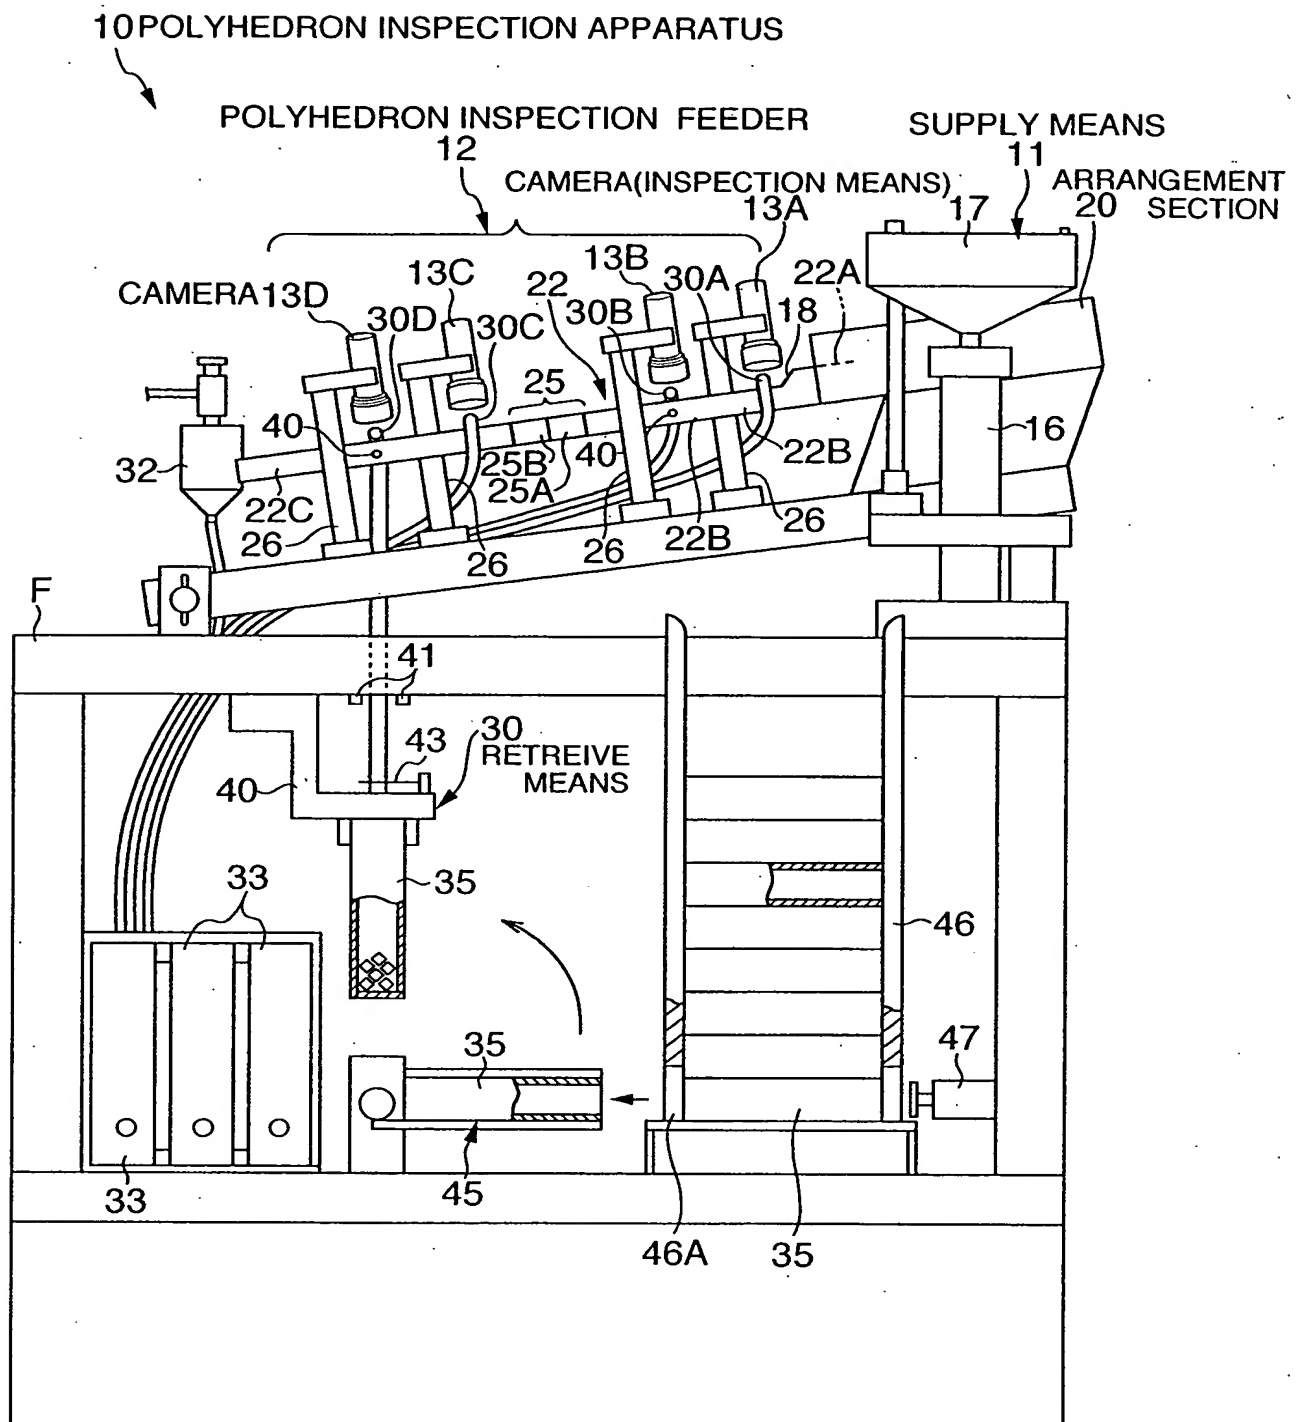 10 POLYHEDRON INSPECTION APPARATUS
POLYHEDRON INSPECTION FEEDER
12
SUPPLY MEANS
11
CAMERA(INSPECTION MEANS)
13A
17
ARRANGEMENT
20 SECTION
CAMERA 13D
30D
13C
30C
22
13B
30B
30A
22A
18
25
40
32
22C
26
25B
25A
26
40
26
22B
22B
26
16
F
41
30
RETREIVE
MEANS
43
40
35
33
46
35
47
33
45
46A
35